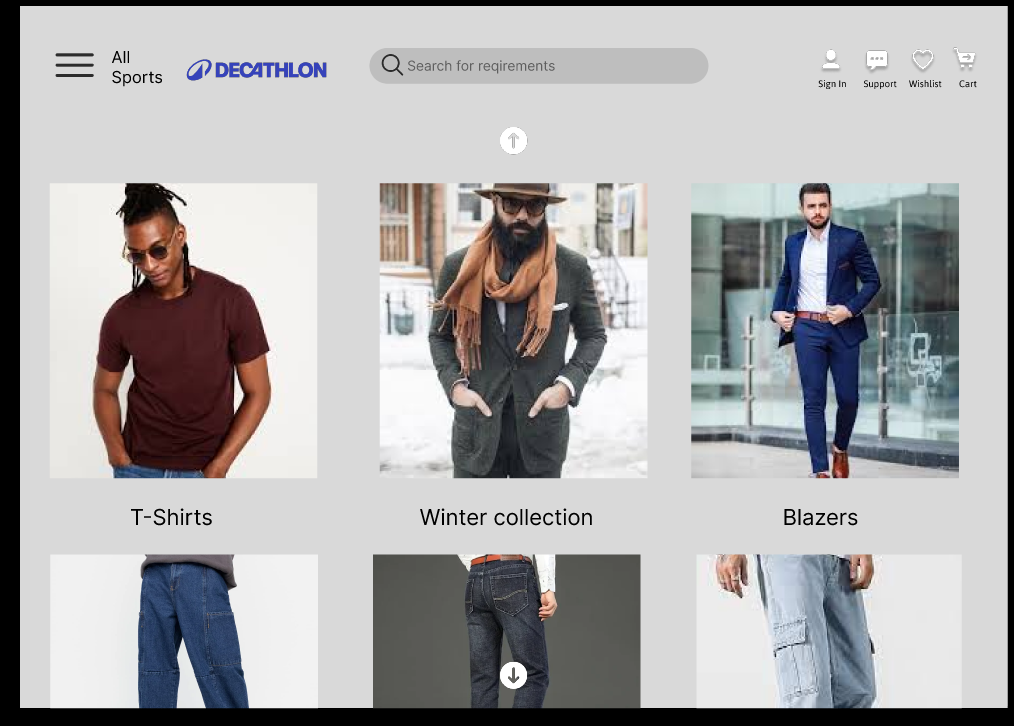 All
Sports
DECATHLON
Search for reqirements
Sign In
Support
Wishlist
Cart
T-Shirts
Winter collection
Blazers